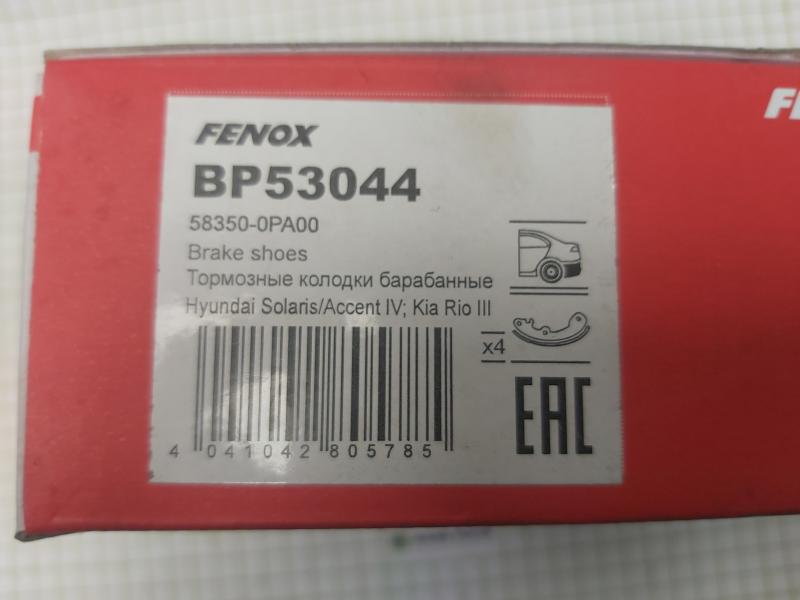 FENOX
BP53044
58350-0PA00
Brake shoes
Тормозные колодки барабанные
Hyundai Solaris/Accent IV; Kia Rio III
x4
EAC
4 041042 805785